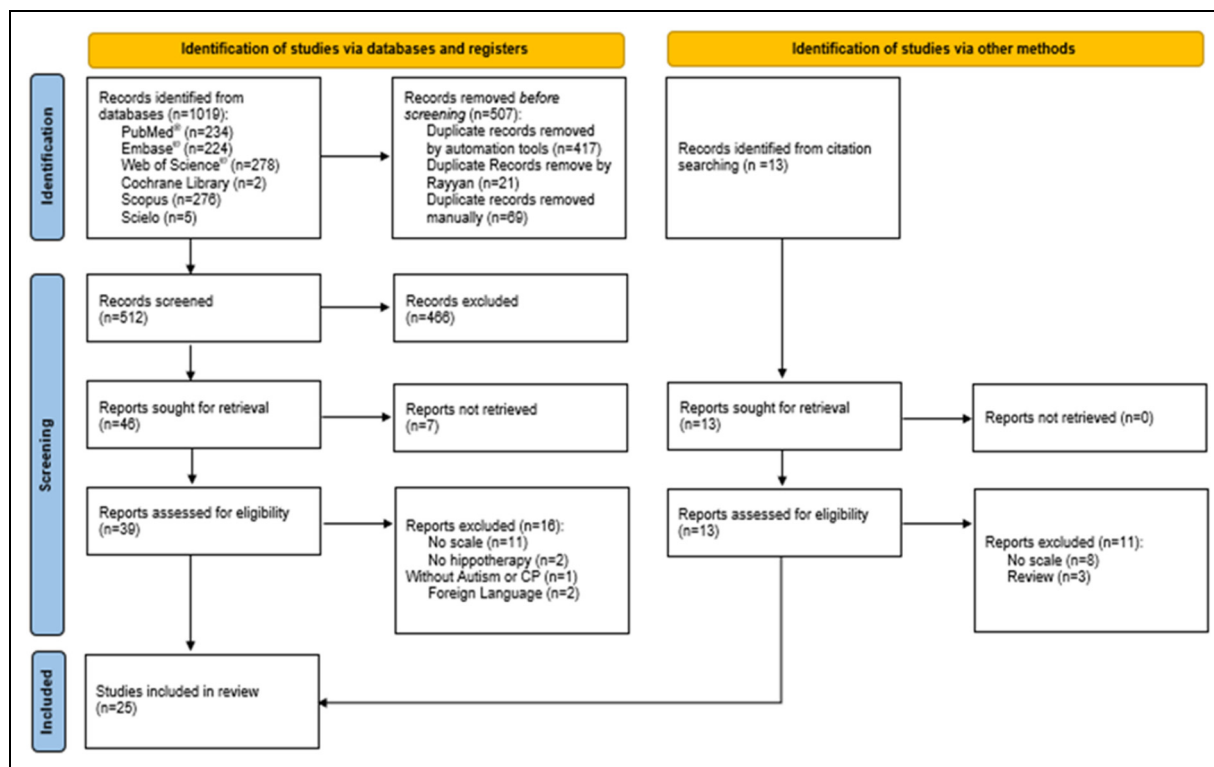 Identification of studies via databases and registers
Identification of studies via other methods
Identification
Records identified from
databases (n=1019):
PubMed® (n=234)
Embase® (n=224)
Web of Science® (n=278)
Cochrane Library (n=2)
Scopus (n=276)
Scielo (n=5)
Records removed before
screening (n=507):
Duplicate records removed
by automation tools (n=417)
Duplicate Records remove by
Rayyan (n=21)
Duplicate records removed
manually (n=69)
Records identified from citation
searching (n =13)
Screening
Records screened
(n=512)
Records excluded
(n=466)
Reports sought for retrieval
(n=46)
Reports not retrieved
(n=7)
Reports sought for retrieval
(n=13)
Reports not retrieved (n=0)
Reports assessed for eligibility
(n=39)
Reports excluded (n=16):
No scale (n=11)
No hippotherapy (n=2)
Without Autism or CP (n=1)
Foreign Language (n=2)
Reports assessed for eligibility
(n=13)
Reports excluded (n=11):
No scale (n=8)
Review (n=3)
Included
Studies included in review
(n=25)